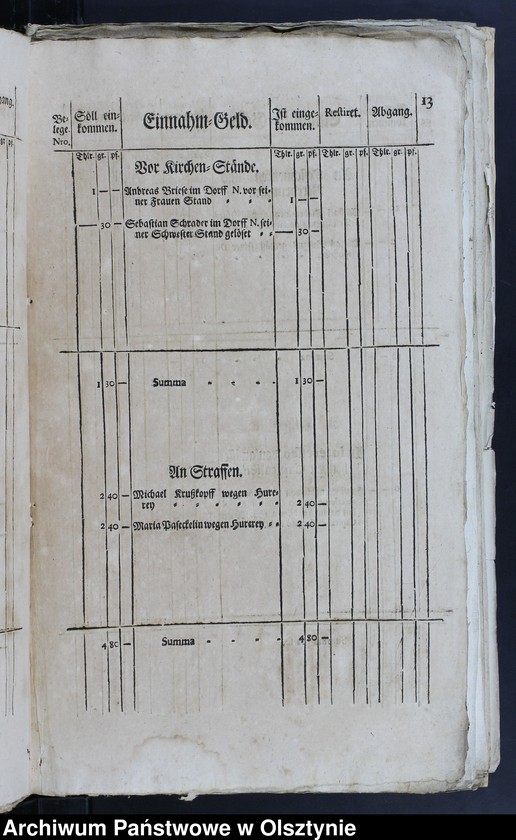 13
Be- Söll ein- Einnahm-Geld. Ist einge- Restiret. Abgang.
lege kommen. kommen.
Nro.
Thlr. gr. pf. Thlr. gr. pf. Thlr. gr. pf. Thlr. gr. pf.
Vor Kirchen-Stände.
1 — — Andreas Briese im Dorff N. vor sei-
ner Frauen Stand - - - 1 — —
— 30 — Sebastian Schrader im Dorff N. sei-
ner Schwester Stand gelöset - - — 30 —
1 30 — Summa - - - - 1 30 —
An Straffen.
2 40 — Michael Krußkopff wegen Hure-
rey - - - - - - 2 40 —
2 40 — Maria Paseckelin wegen Hurerey - - 2 40 —
4 80 — Summa - - - - 4 80 —
Archiwum Państwowe w Olsztynie